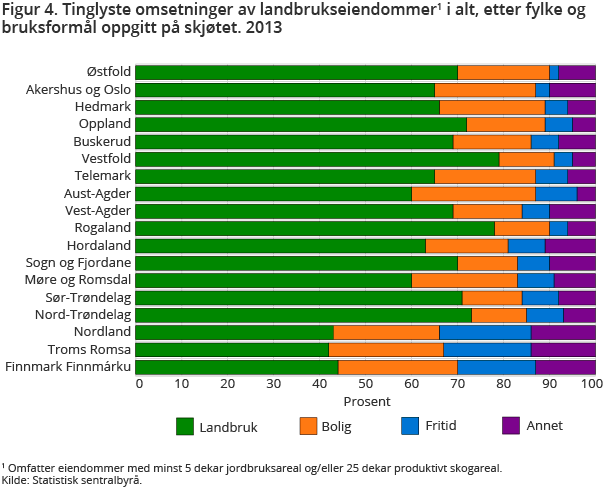 Figur 4. Tinglyste omsetninger av landbrukseiendommer¹ i alt, etter fylke og
bruksformål oppgitt på skjøtet. 2013
Østfold
Akershus og Oslo
Hedmark
Oppland
Buskerud
Vestfold
Telemark
Aust-Agder
Vest-Agder
Rogaland
Hordaland
Sogn og Fjordane
Møre og Romsdal
Sør-Trøndelag
Nord-Trøndelag
Nordland
Troms Romsa
Finnmark Finnmárku
0 10 20 30 40 50 60 70 80 90 100
Prosent
Landbruk Bolig Fritid Annet
¹ Omfatter eiendommer med minst 5 dekar jordbruksareal og/eller 25 dekar produktivt skogareal.
Kilde: Statistisk sentralbyrå.